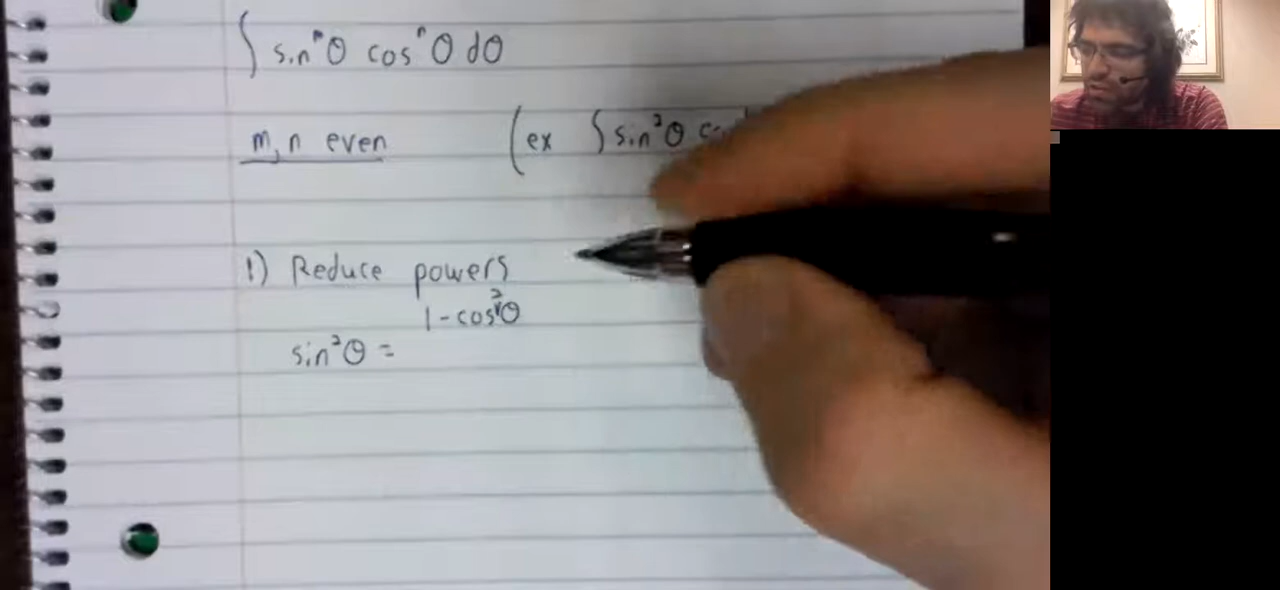 ∫ sinᵐθ cosⁿθ dθ
m, n even (ex ∫ sin²θ
1) Reduce powers
1-cos²θ
sin²θ =